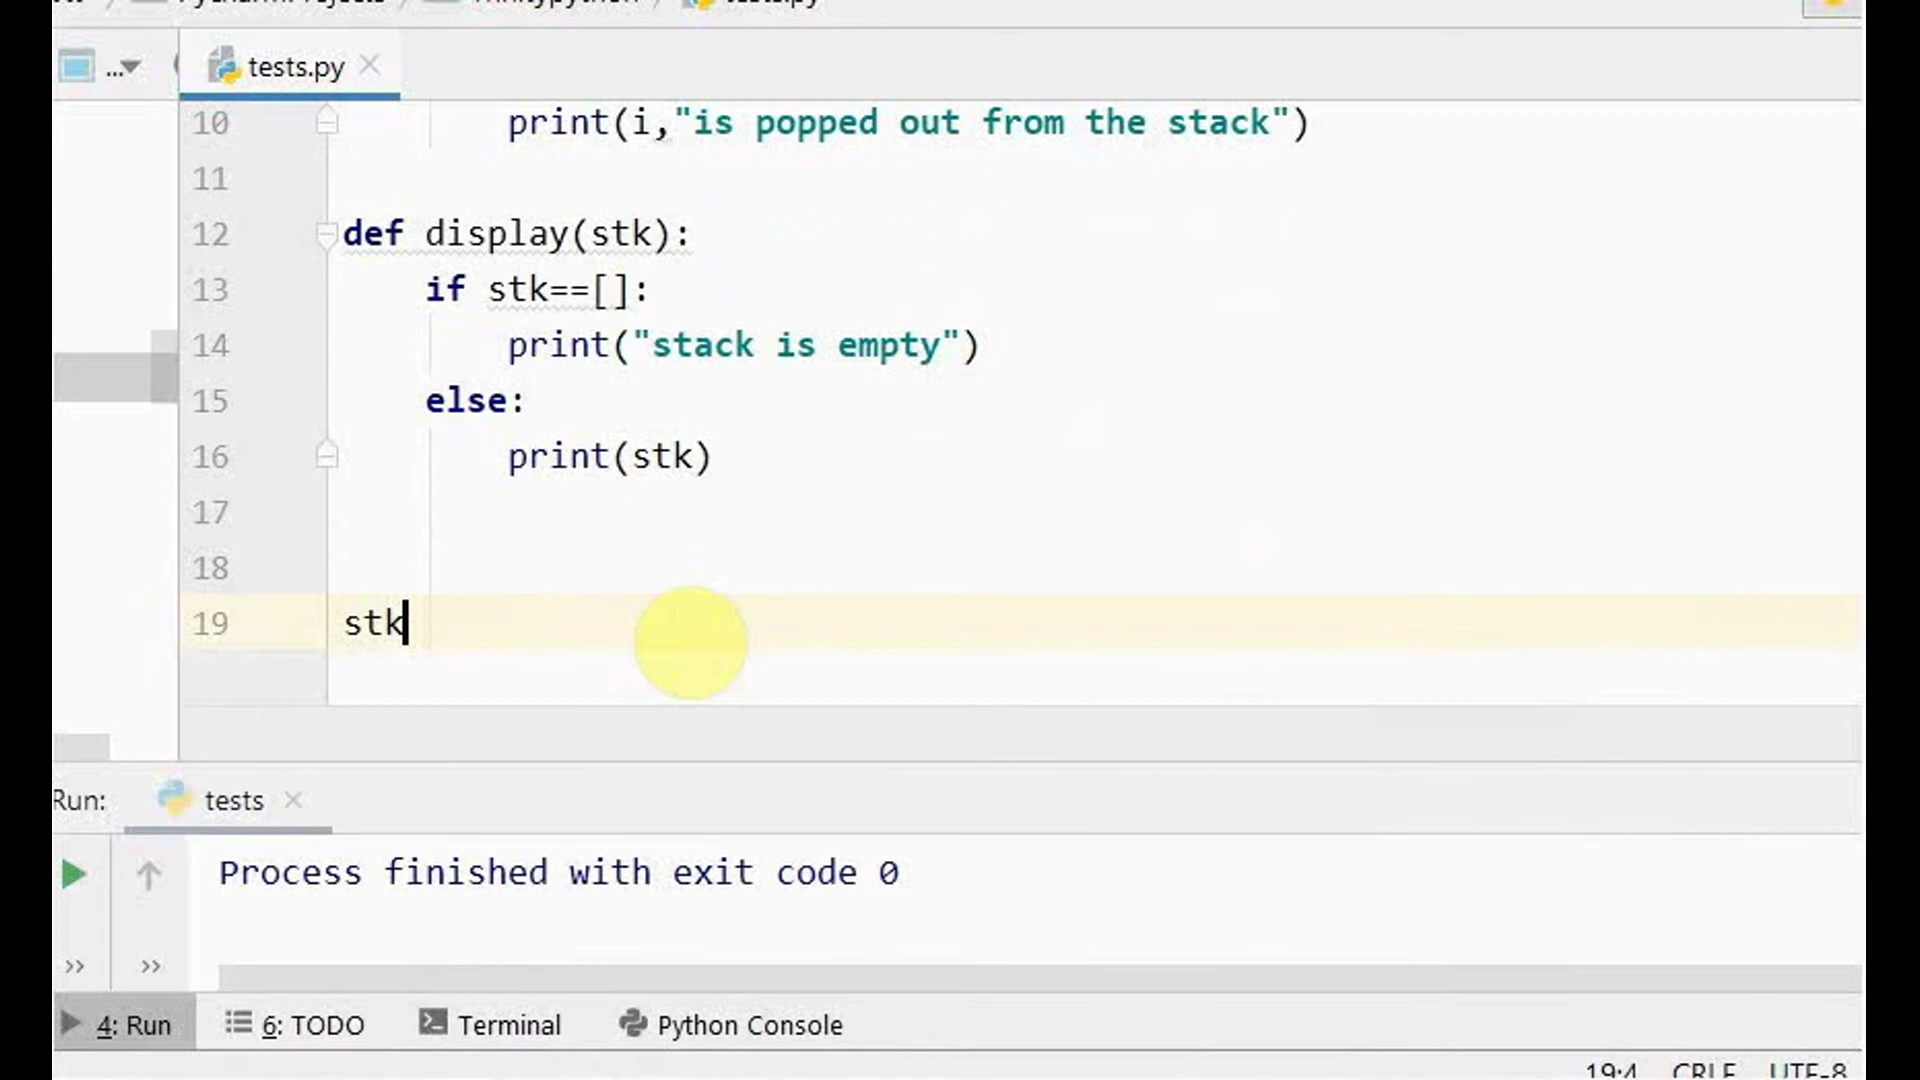 tests.py
...
tests.py
10 print(i,"is popped out from the stack")
11
12 def display(stk):
13 if stk==[]:
14 print("stack is empty")
15 else:
16 print(stk)
17
18
19 stk
Run: tests
Process finished with exit code 0
>> >>
4: Run 6: TODO Terminal Python Console
19:4 CRLF UTF-8